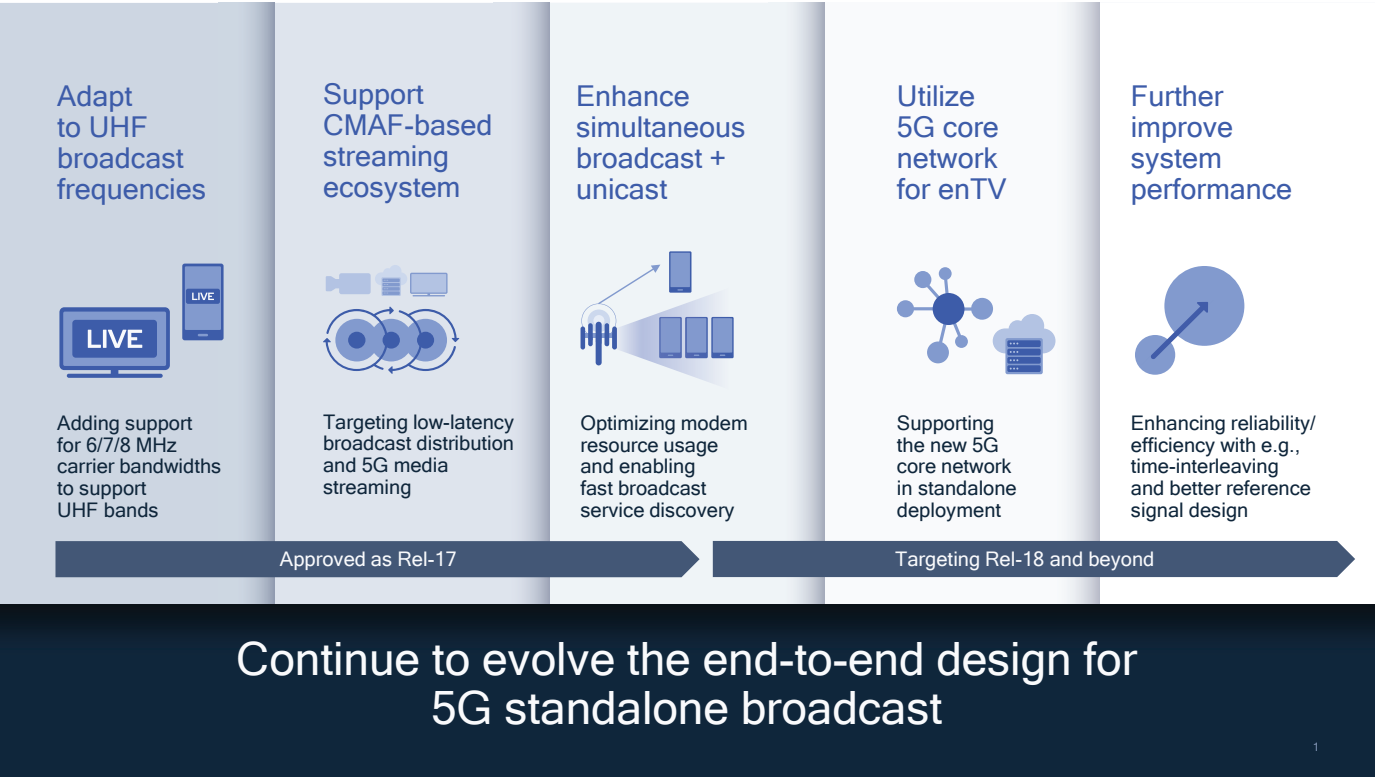 Adapt
to UHF
broadcast
frequencies
Support
CMAF-based
streaming
ecosystem
Enhance
simultaneous
broadcast +
unicast
Utilize
5G core
network
for enTV
Further
improve
system
performance
LIVE
LIVE
Adding support
for 6/7/8 MHz
carrier bandwidths
to support
UHF bands
Targeting low-latency
broadcast distribution
and 5G media
streaming
Optimizing modem
resource usage
and enabling
fast broadcast
service discovery
Supporting
the new 5G
core network
in standalone
deployment
Enhancing reliability/
efficiency with e.g.,
time-interleaving
and better reference
signal design
Approved as Rel-17
Targeting Rel-18 and beyond
Continue to evolve the end-to-end design for
5G standalone broadcast
1